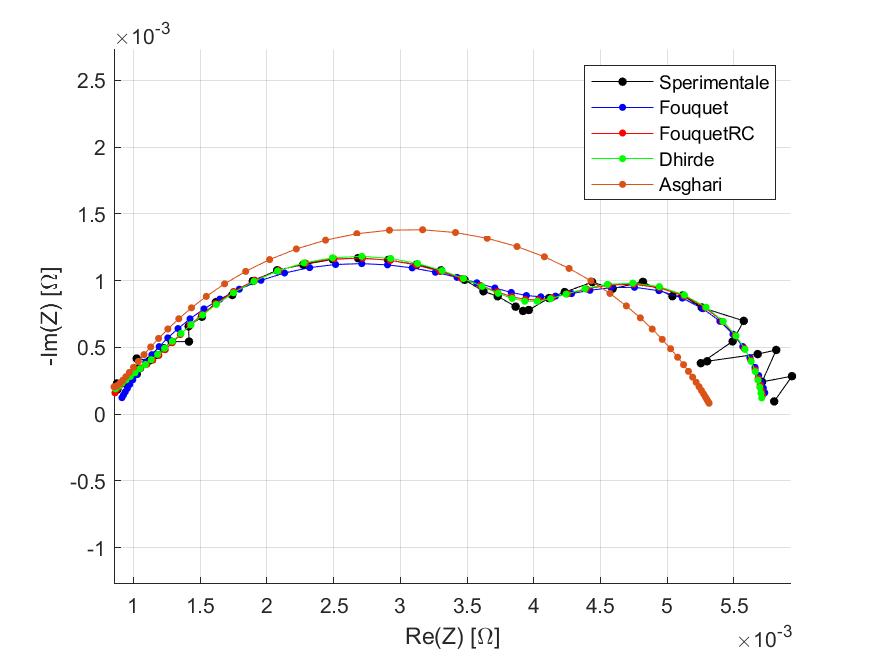 ×10⁻³
2.5
2
1.5
1
0.5
0
-0.5
-1
-Im(Z) [Ω]
Sperimentale
Fouquet
FouquetRC
Dhirde
Asghari
1 1.5 2 2.5 3 3.5 4 4.5 5 5.5
Re(Z) [Ω]
×10⁻³